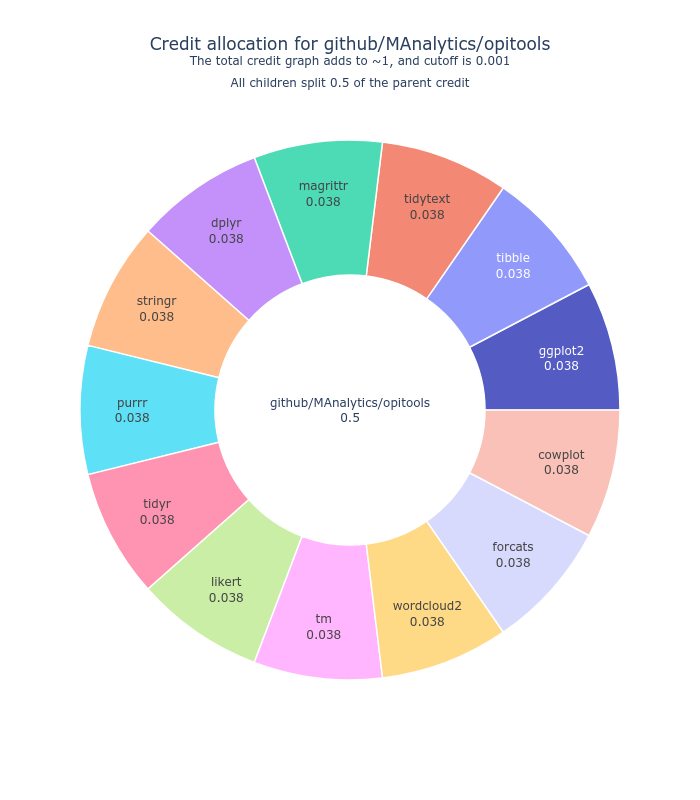 Credit allocation for github/MAnalytics/opitools
The total credit graph adds to ~1, and cutoff is 0.001
All children split 0.5 of the parent credit
magrittr
0.038
tidytext
0.038
dplyr
0.038
tibble
0.038
stringr
0.038
ggplot2
0.038
purrr
0.038
github/MAnalytics/opitools
0.5
cowplot
0.038
tidyr
0.038
forcats
0.038
likert
0.038
wordcloud2
0.038
tm
0.038